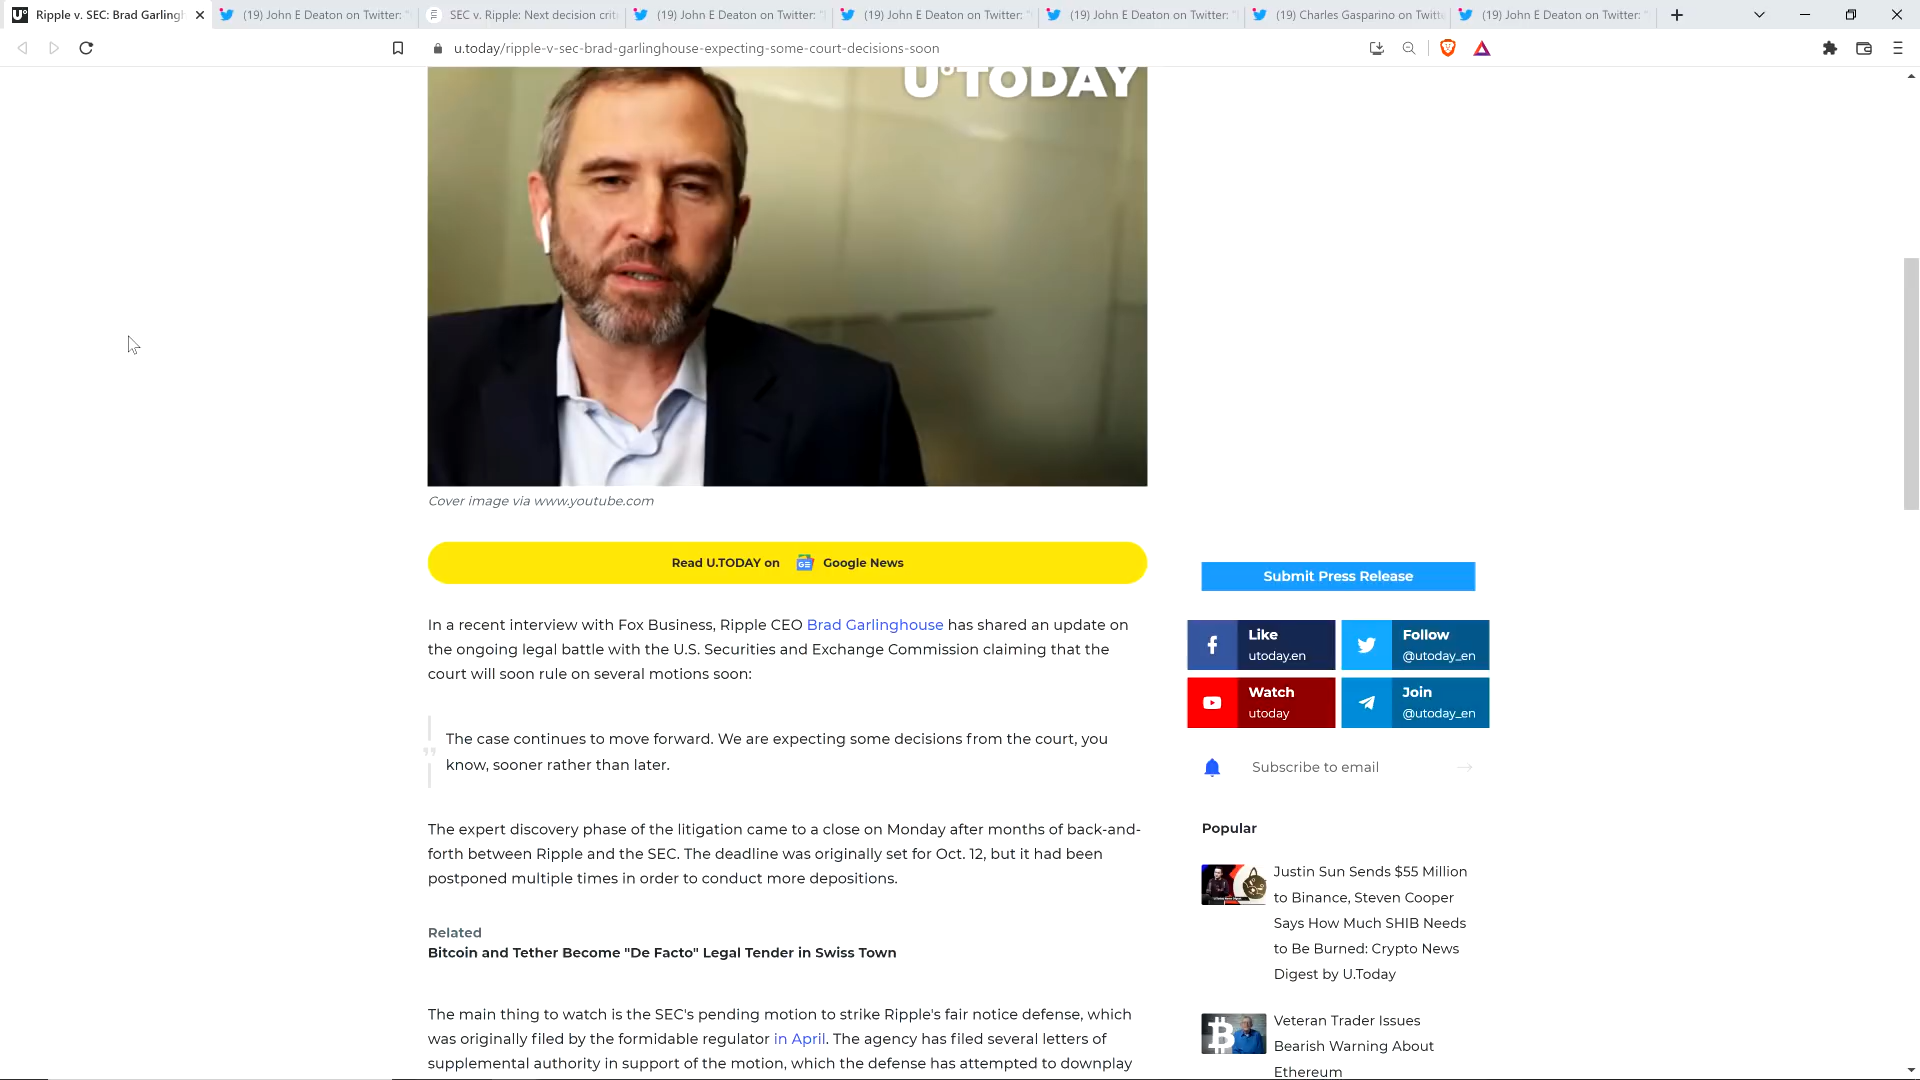 Ripple v. SEC: Brad Garlingh
(19) John E Deaton on Twitter: "
SEC v. Ripple: Next decision crit
(19) John E Deaton on Twitter: "
(19) John E Deaton on Twitter: "
(19) John E Deaton on Twitter: "
(19) Charles Gasparino on Twitt
(19) John E Deaton on Twitter: "
u.today/ripple-v-sec-brad-garlinghouse-expecting-some-court-decisions-soon
U°TODAY
Cover image via www.youtube.com
Read U.TODAY on Google News
In a recent interview with Fox Business, Ripple CEO Brad Garlinghouse has shared an update on
the ongoing legal battle with the U.S. Securities and Exchange Commission claiming that the
court will soon rule on several motions soon:
The case continues to move forward. We are expecting some decisions from the court, you
know, sooner rather than later.
The expert discovery phase of the litigation came to a close on Monday after months of back-and-
forth between Ripple and the SEC. The deadline was originally set for Oct. 12, but it had been
postponed multiple times in order to conduct more depositions.
Related
Bitcoin and Tether Become "De Facto" Legal Tender in Swiss Town
The main thing to watch is the SEC's pending motion to strike Ripple's fair notice defense, which
was originally filed by the formidable regulator in April. The agency has filed several letters of
supplemental authority in support of the motion, which the defense has attempted to downplay
Submit Press Release
Like
utoday.en
Follow
@utoday_en
Watch
utoday
Join
@utoday_en
Subscribe to email
Popular
Justin Sun Sends $55 Million
to Binance, Steven Cooper
Says How Much SHIB Needs
to Be Burned: Crypto News
Digest by U.Today
Veteran Trader Issues
Bearish Warning About
Ethereum